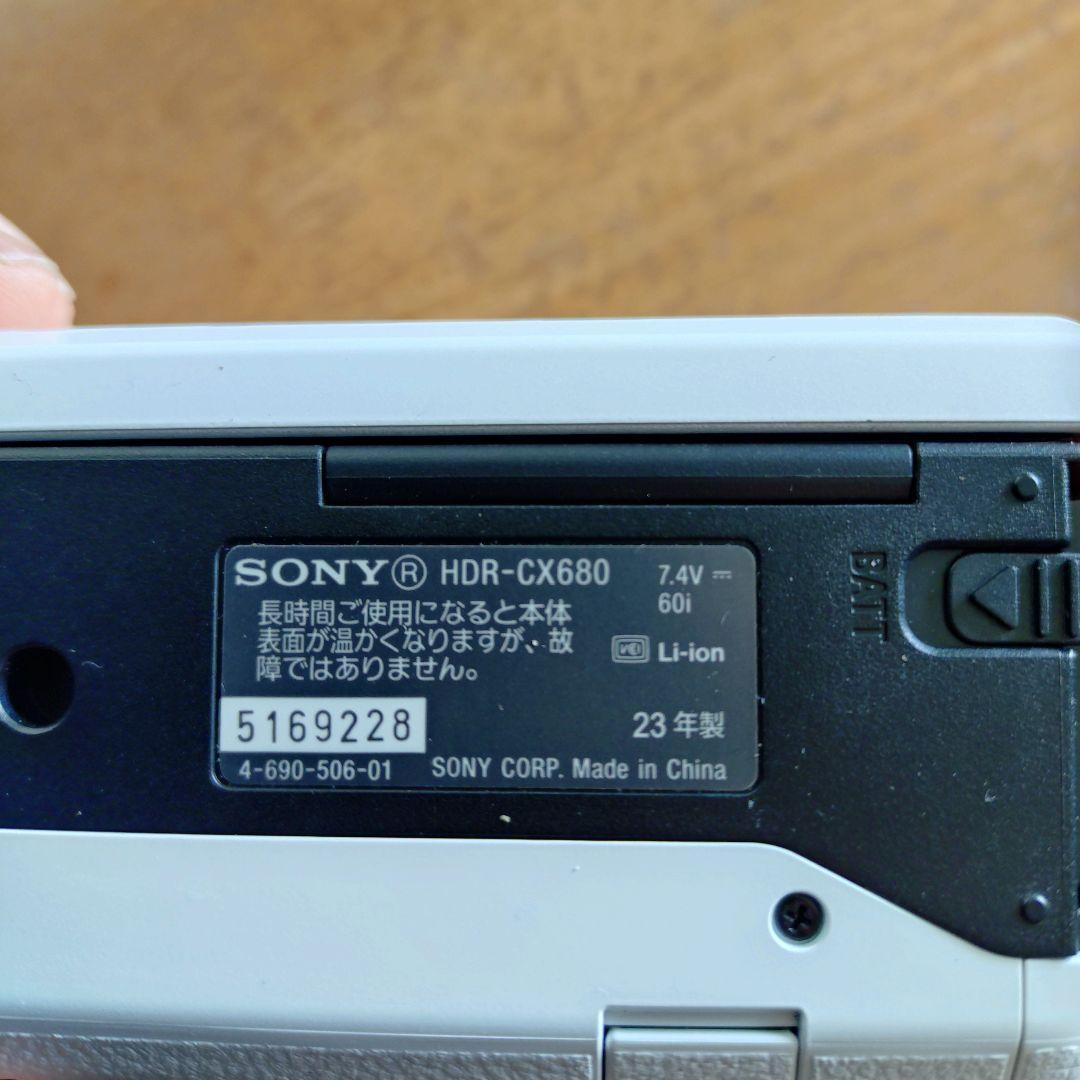 SONY® HDR-CX680 7.4V ⎓
60i
長時間ご使用になると本体
表面が温かくなりますが、故
障ではありません。
Li-ion
5169228
23年製
4-690-506-01 SONY CORP. Made in China
BATT